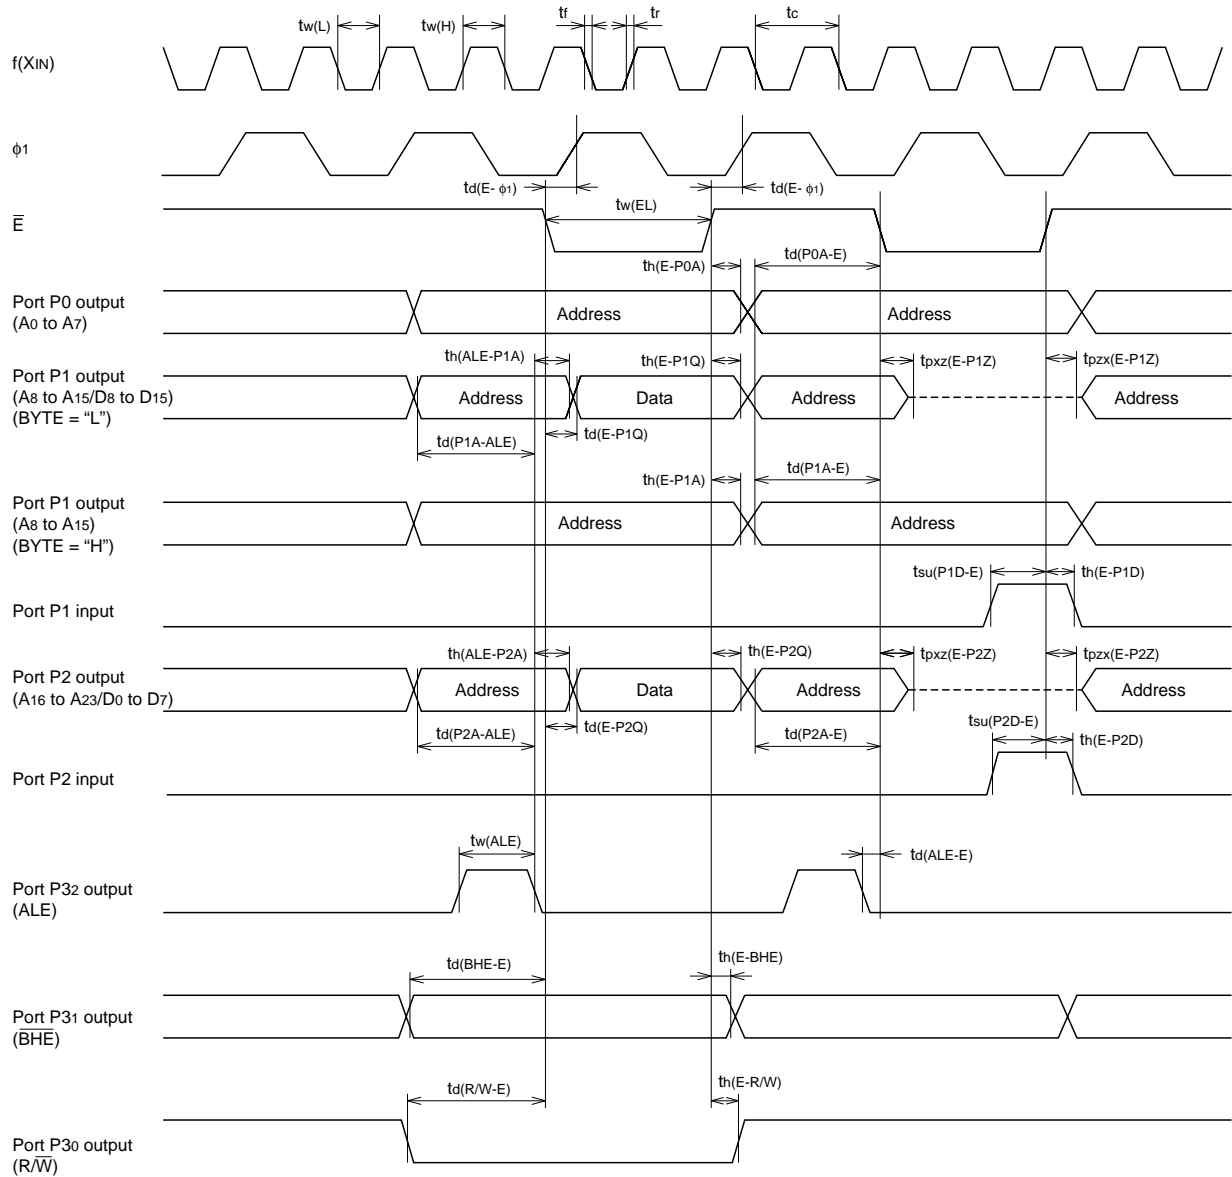 tw(L) tw(H) tf tr tc
f(XIN)
ϕ1
td(E- ϕ1) td(E- ϕ1)
tw(EL)
E̅
th(E-P0A) td(P0A-E)
Port P0 output
(A0 to A7)
Address Address
th(ALE-P1A) th(E-P1Q) tpxz(E-P1Z) tpzx(E-P1Z)
Port P1 output
(A8 to A15/D8 to D15)
(BYTE = “L”)
Address Data Address Address
td(E-P1Q)
td(P1A-ALE)
th(E-P1A) td(P1A-E)
Port P1 output
(A8 to A15)
(BYTE = “H”)
Address Address
tsu(P1D-E) th(E-P1D)
Port P1 input
th(ALE-P2A) th(E-P2Q) tpxz(E-P2Z) tpzx(E-P2Z)
Port P2 output
(A16 to A23/D0 to D7)
Address Data Address Address
td(E-P2Q)
td(P2A-ALE) td(P2A-E)
tsu(P2D-E) th(E-P2D)
Port P2 input
tw(ALE) td(ALE-E)
Port P32 output
(ALE)
td(BHE-E) th(E-BHE)
Port P31 output
(B̅H̅E̅)
td(R/W-E) th(E-R/W)
Port P30 output
(R/W̅)